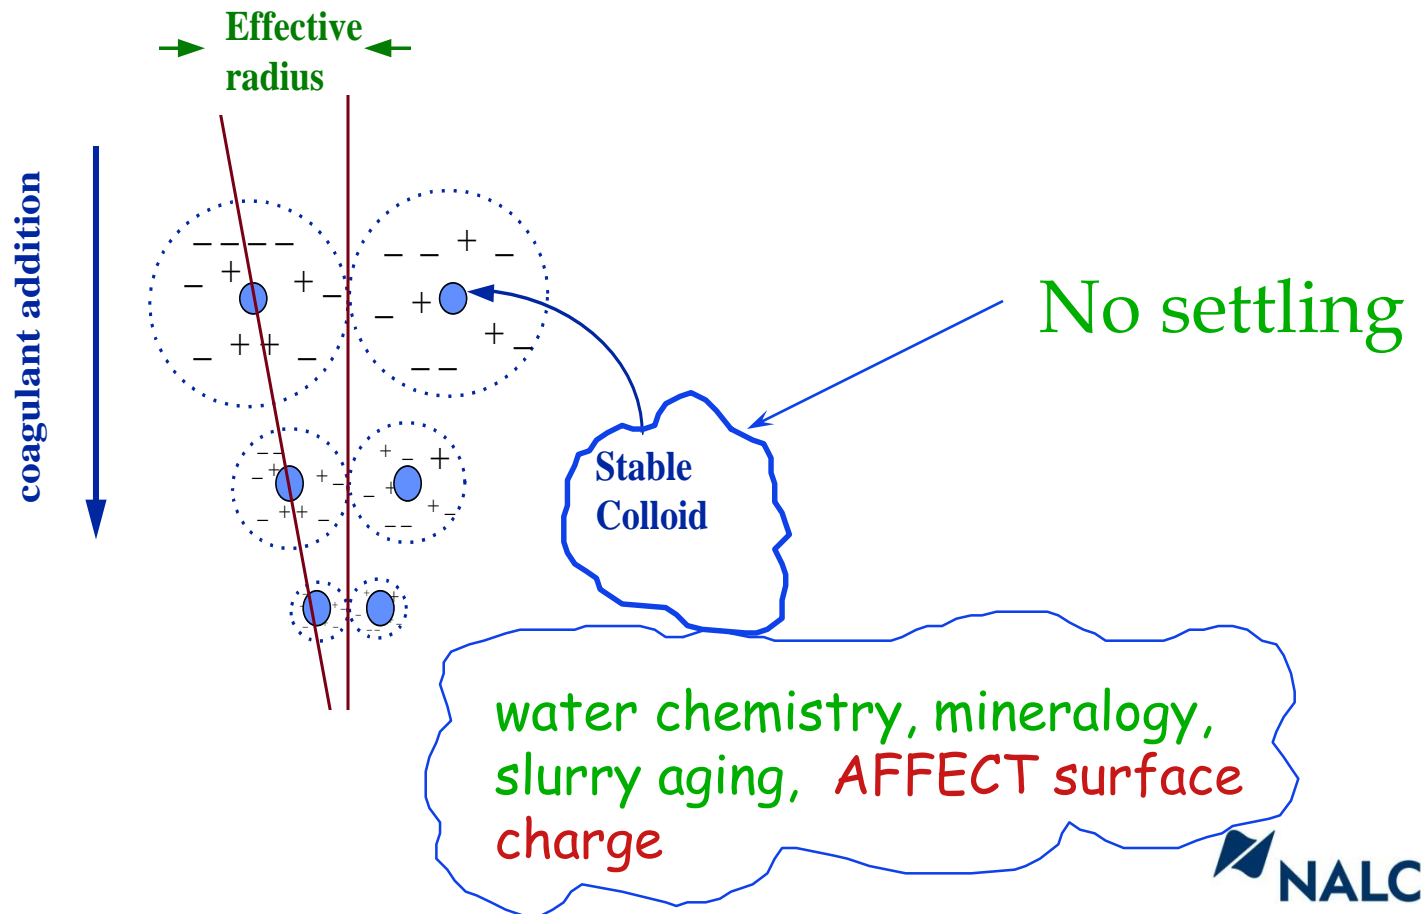 Effective
radius
coagulant addition
No settling
Stable
Colloid
water chemistry, mineralogy,
slurry aging, AFFECT surface
charge
NALC